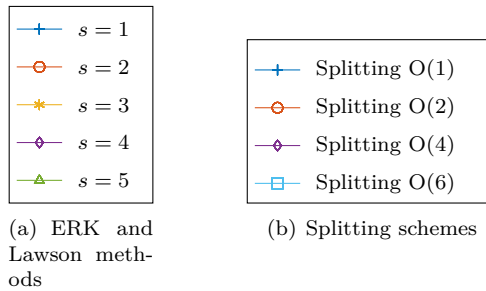 s = 1
s = 2
s = 3
s = 4
s = 5
(a) ERK and
Lawson meth-
ods
Splitting O(1)
Splitting O(2)
Splitting O(4)
Splitting O(6)
(b) Splitting schemes